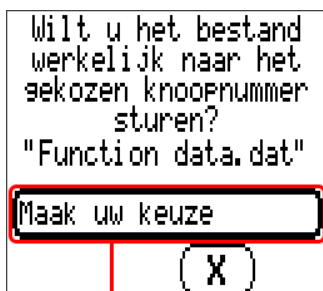 Wilt u het bestand
werkelijk naar het
gekozen knoopnummer
sturen?
"Function data.dat"
Maak uw keuze
X